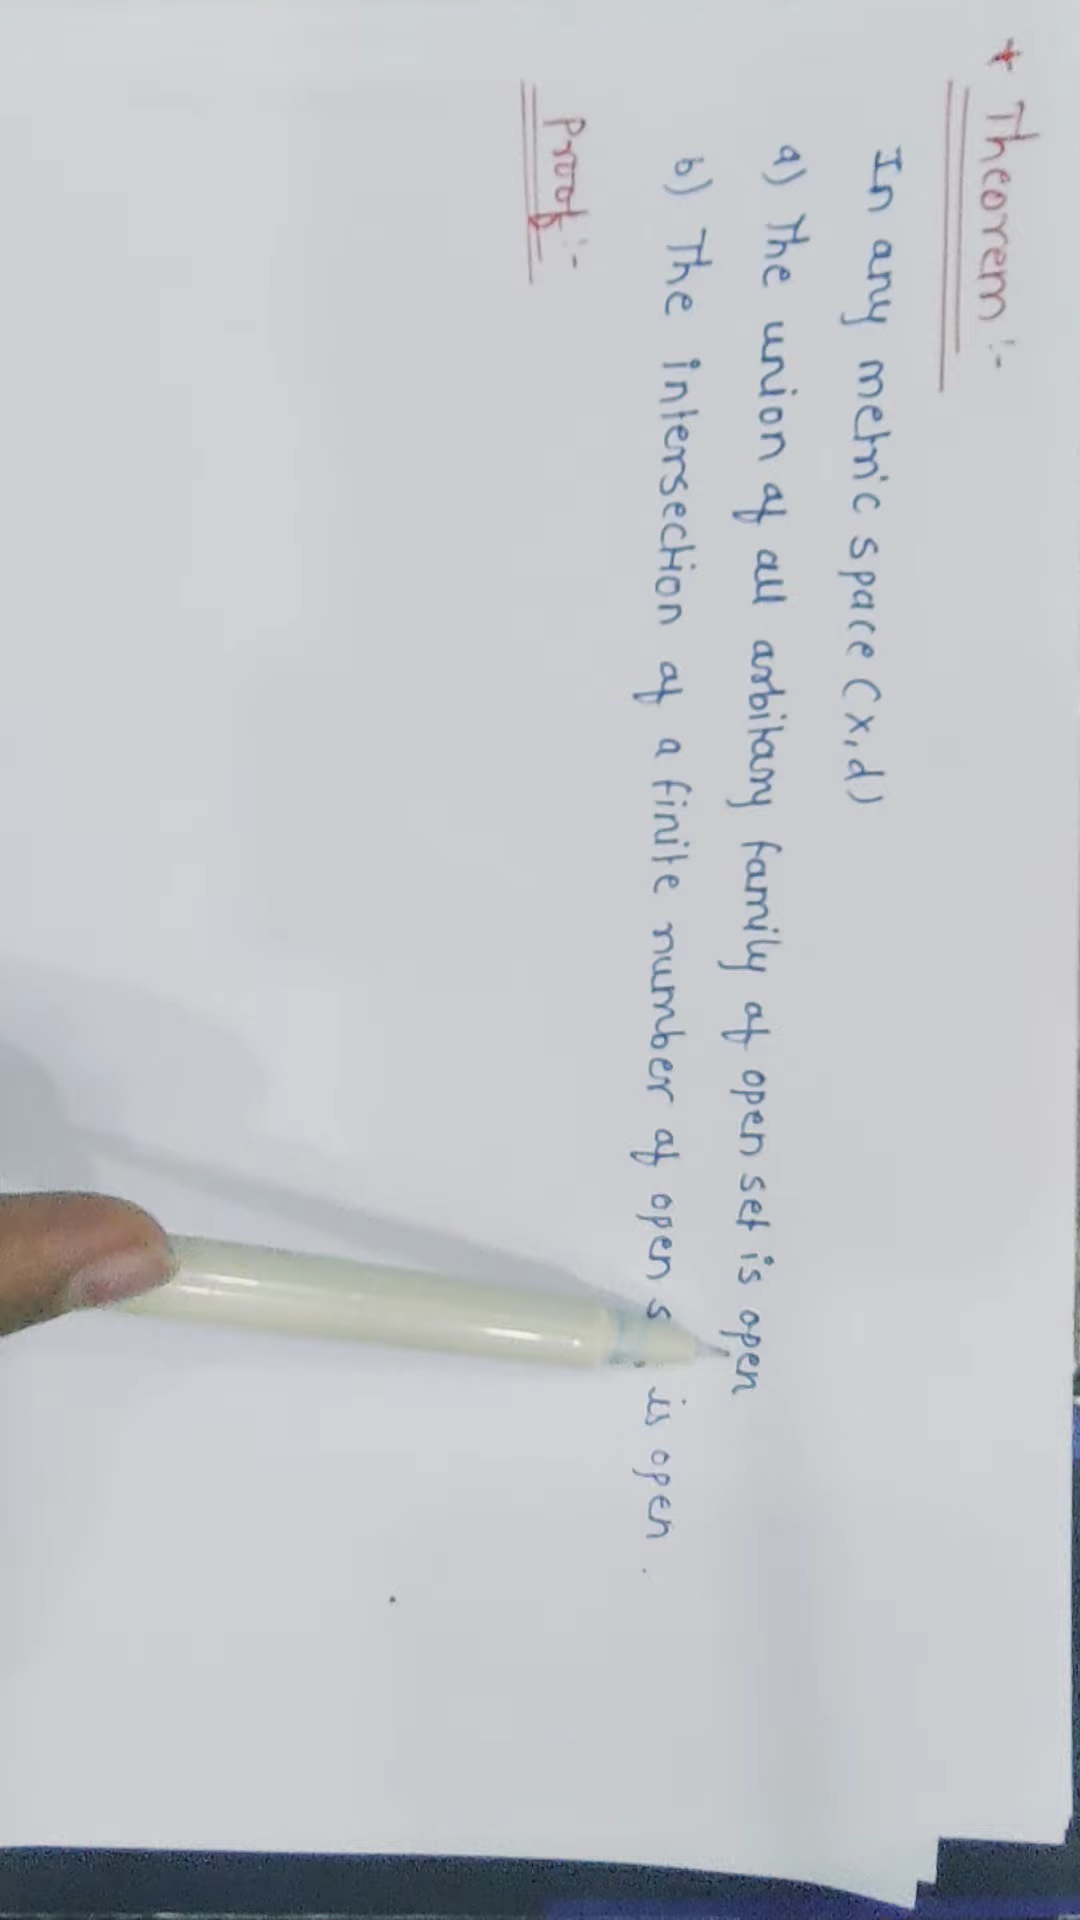 * Theorem :-
In any metric space (X, d)
a) The union of all arbitary family of open set is open
b) The intersection of a finite number of open is open.
Proof :-